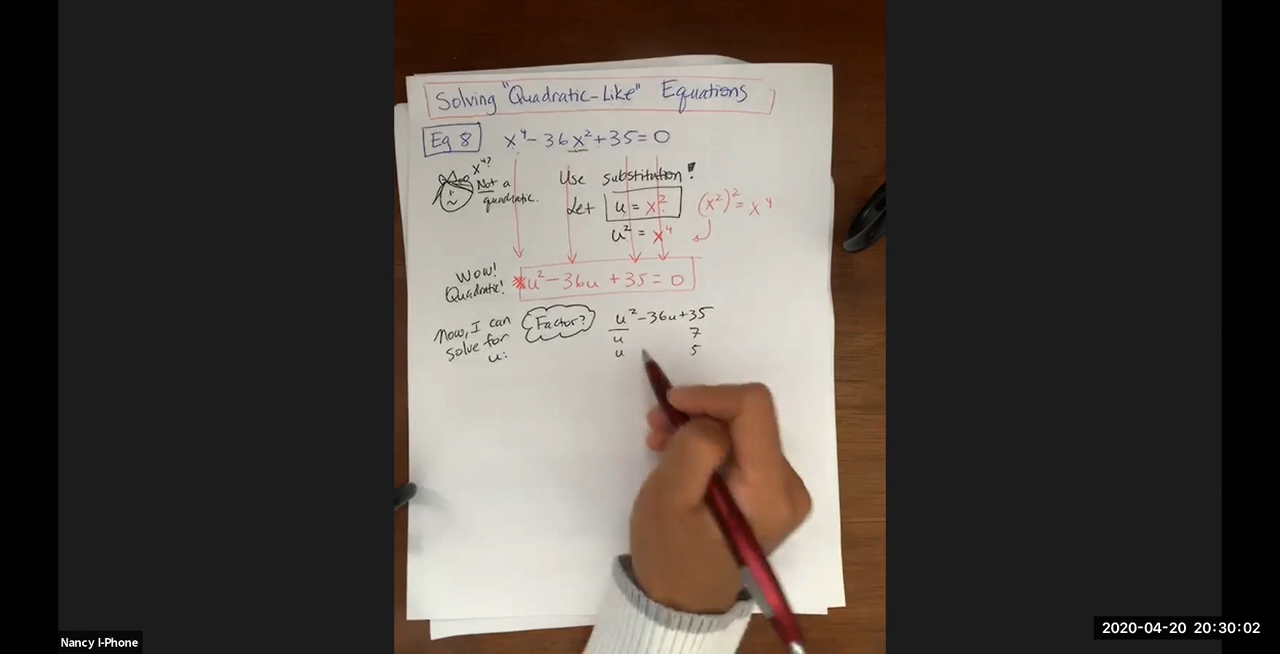 Solving "Quadratic-Like" Equations
Eg 8 x⁴ - 36x² + 35 = 0
x⁴?
Not a
quadratic.
Use substitution!
Let u = x² (x²)² = x⁴
u² = x⁴
Wow!
Quadratic! *u² - 36u + 35 = 0
Now, I can
solve for
u:
Factor?
u² - 36u + 35
u 7
u 5
Nancy I-Phone
2020-04-20 20:30:02